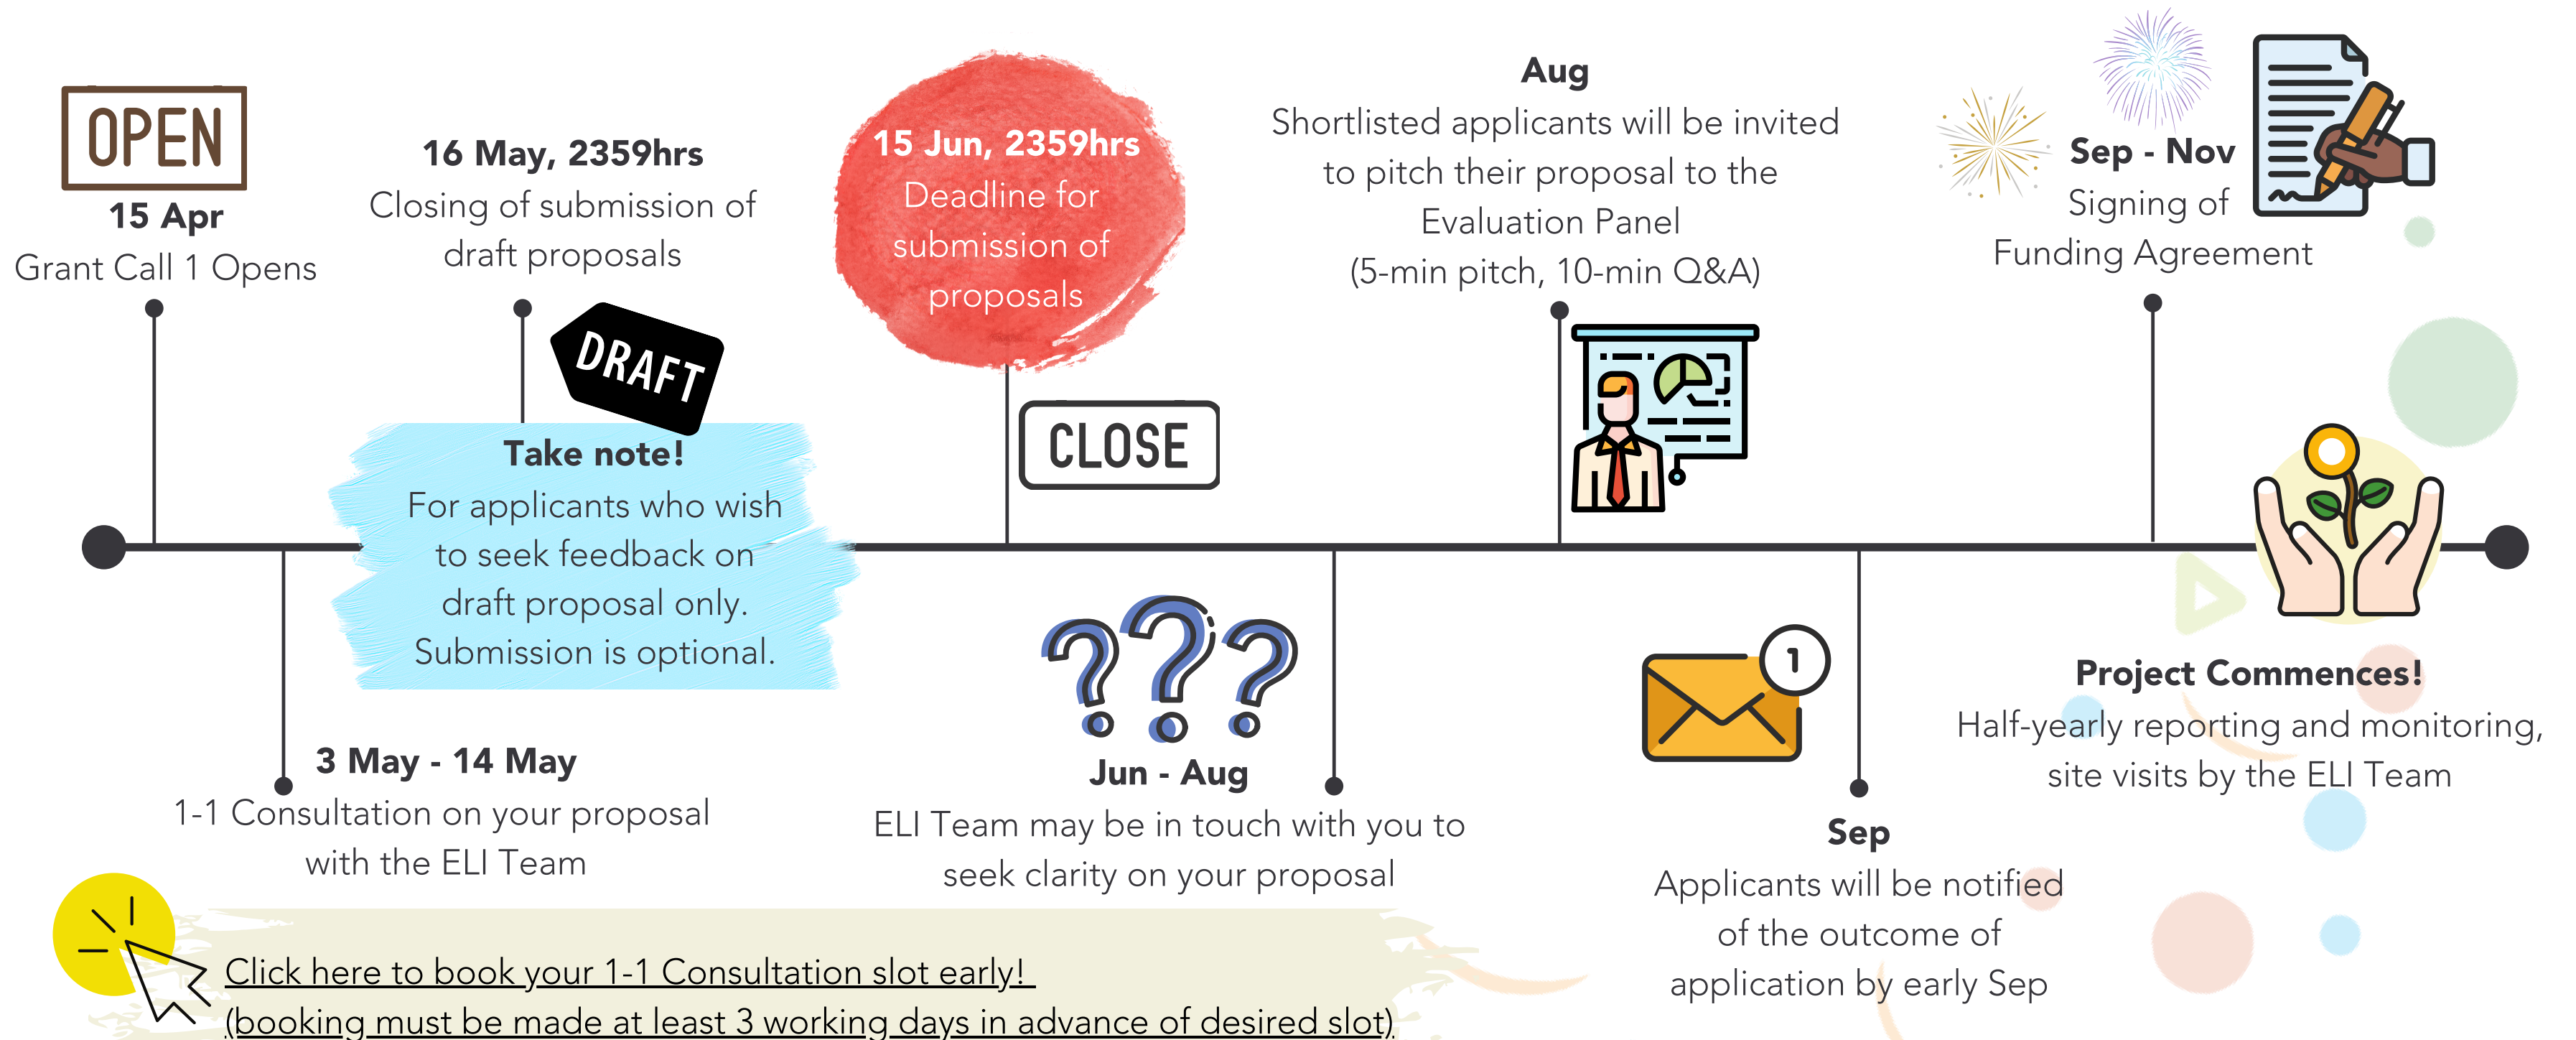 OPEN
15 Apr
Grant Call 1 Opens
16 May, 2359hrs
Closing of submission of
draft proposals
DRAFT
Take note!
For applicants who wish
to seek feedback on
draft proposal only.
Submission is optional.
3 May - 14 May
1-1 Consultation on your proposal
with the ELI Team
15 Jun, 2359hrs
Deadline for
submission of
proposals
CLOSE
???
Jun - Aug
ELI Team may be in touch with you to
seek clarity on your proposal
Aug
Shortlisted applicants will be invited
to pitch their proposal to the
Evaluation Panel
(5-min pitch, 10-min Q&A)
1
Sep
Applicants will be notified
of the outcome of
application by early Sep
Sep - Nov
Signing of
Funding Agreement
Project Commences!
Half-yearly reporting and monitoring,
site visits by the ELI Team
Click here to book your 1-1 Consultation slot early!
(booking must be made at least 3 working days in advance of desired slot)